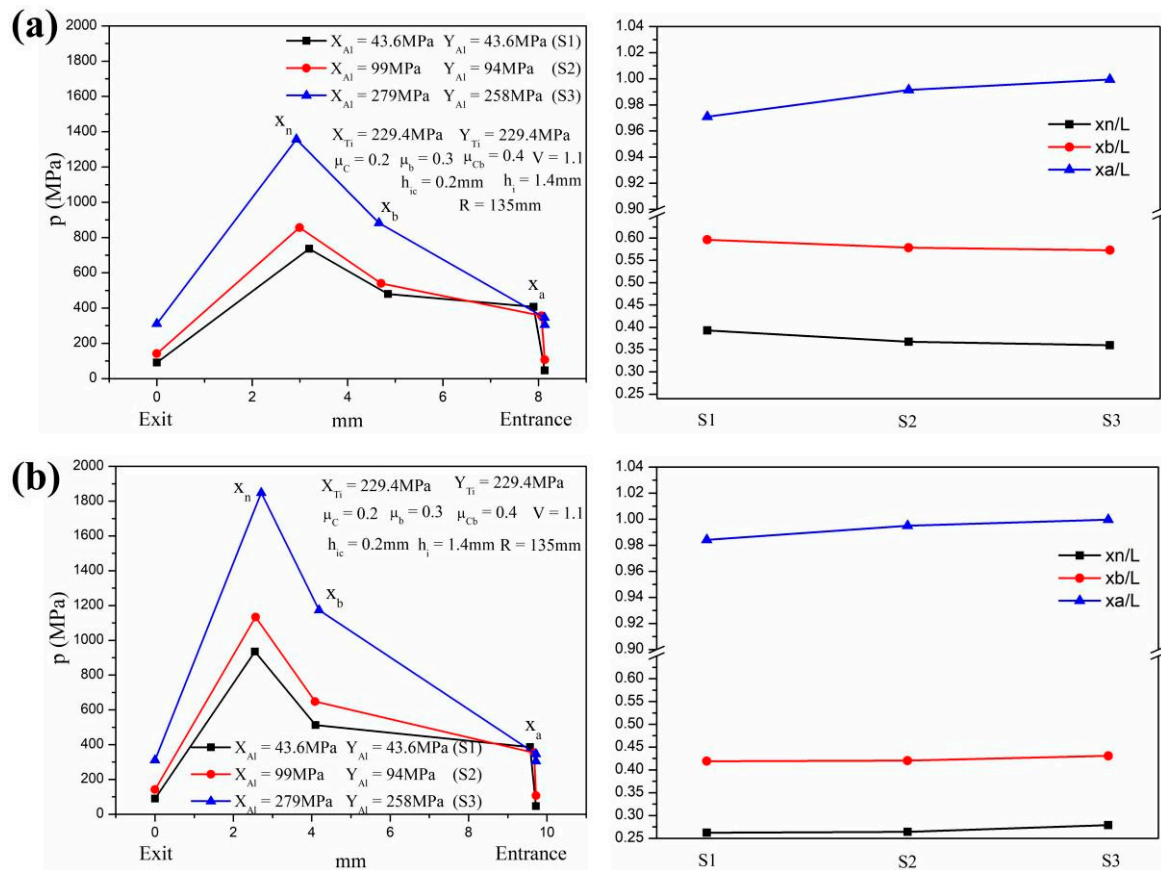 (a)
2000
1800
1600
1400
1200
1000
800
600
400
200
0
p (MPa)
X_Al = 43.6MPa Y_Al = 43.6MPa (S1)
X_Al = 99MPa Y_Al = 94MPa (S2)
X_Al = 279MPa Y_Al = 258MPa (S3)
X_Ti = 229.4MPa Y_Ti = 229.4MPa
μ_C = 0.2 μ_b = 0.3 μ_Cb = 0.4 V = 1.1
h_ic = 0.2mm h_i = 1.4mm
R = 135mm
x_n
x_b
x_a
0 2 4 6 8
Exit mm Entrance
1.04
1.02
1.00
0.98
0.96
0.94
0.92
0.90
0.60
0.55
0.50
0.45
0.40
0.35
0.30
0.25
xn/L
xb/L
xa/L
S1 S2 S3
(b)
2000
1800
1600
1400
1200
1000
800
600
400
200
0
p (MPa)
X_Ti = 229.4MPa Y_Ti = 229.4MPa
μ_C = 0.2 μ_b = 0.3 μ_Cb = 0.4 V = 1.1
h_ic = 0.2mm h_i = 1.4mm R = 135mm
x_n
x_b
x_a
X_Al = 43.6MPa Y_Al = 43.6MPa (S1)
X_Al = 99MPa Y_Al = 94MPa (S2)
X_Al = 279MPa Y_Al = 258MPa (S3)
0 2 4 6 8 10
Exit mm Entrance
1.04
1.02
1.00
0.98
0.96
0.94
0.92
0.90
0.60
0.55
0.50
0.45
0.40
0.35
0.30
0.25
xn/L
xb/L
xa/L
S1 S2 S3